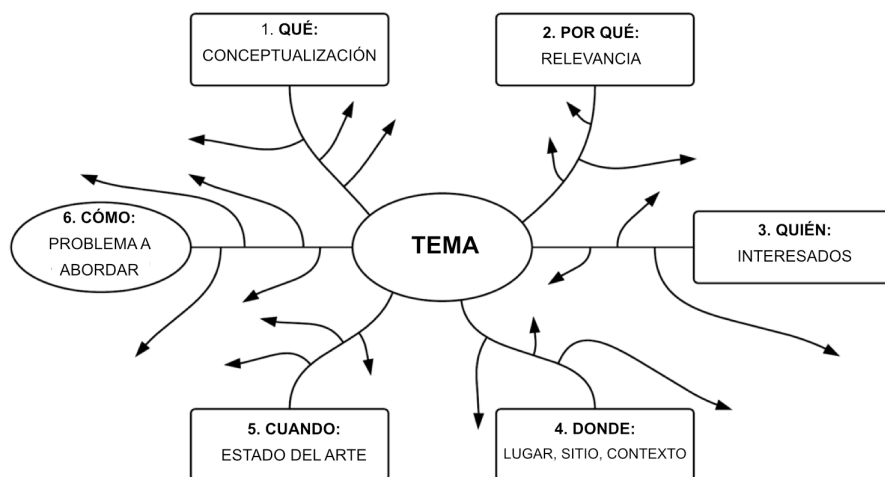 1. QUÉ:
CONCEPTUALIZACIÓN
2. POR QUÉ:
RELEVANCIA
6. CÓMO:
PROBLEMA A
ABORDAR
TEMA
3. QUIÉN:
INTERESADOS
5. CUANDO:
ESTADO DEL ARTE
4. DONDE:
LUGAR, SITIO, CONTEXTO